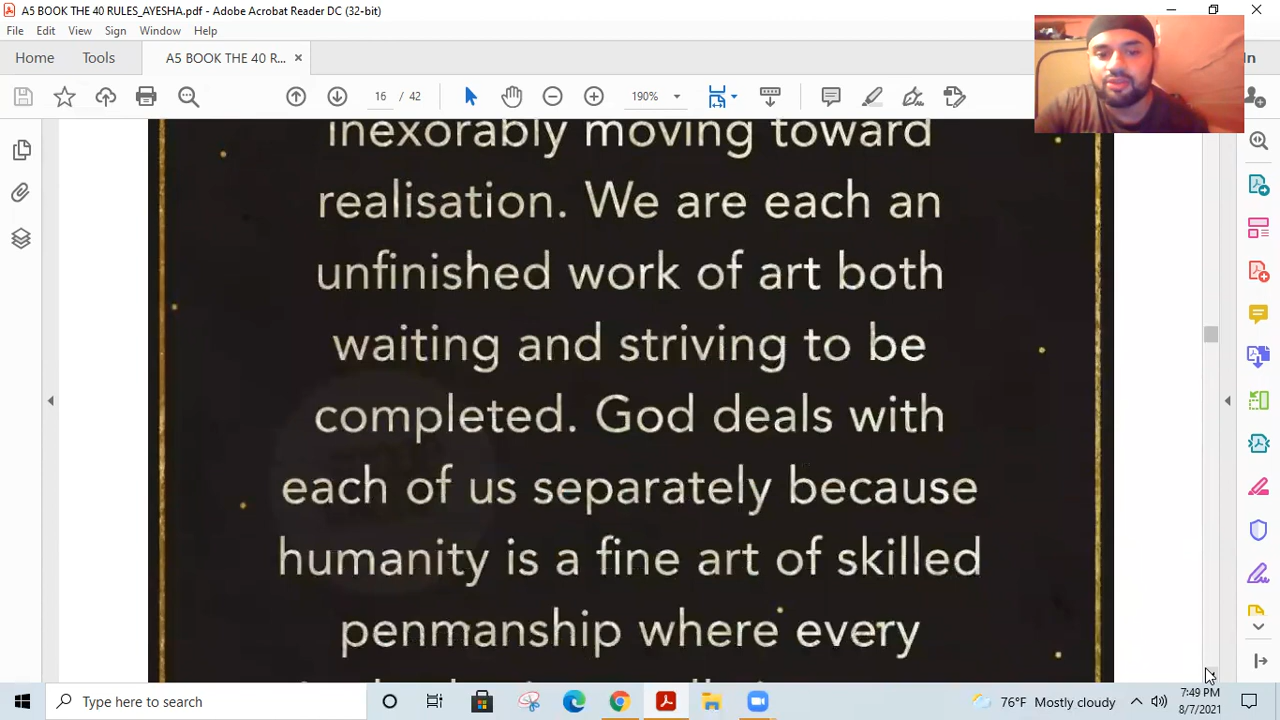 A5 BOOK THE 40 RULES_AYESHA.pdf - Adobe Acrobat Reader DC (32-bit)
File Edit View Sign Window Help
Home Tools A5 BOOK THE 40 R... In
16 / 42 190%
inexorably moving toward
realisation. We are each an
unfinished work of art both
waiting and striving to be
completed. God deals with
each of us separately because
humanity is a fine art of skilled
penmanship where every
Type here to search
76°F Mostly cloudy
7:49 PM
8/7/2021